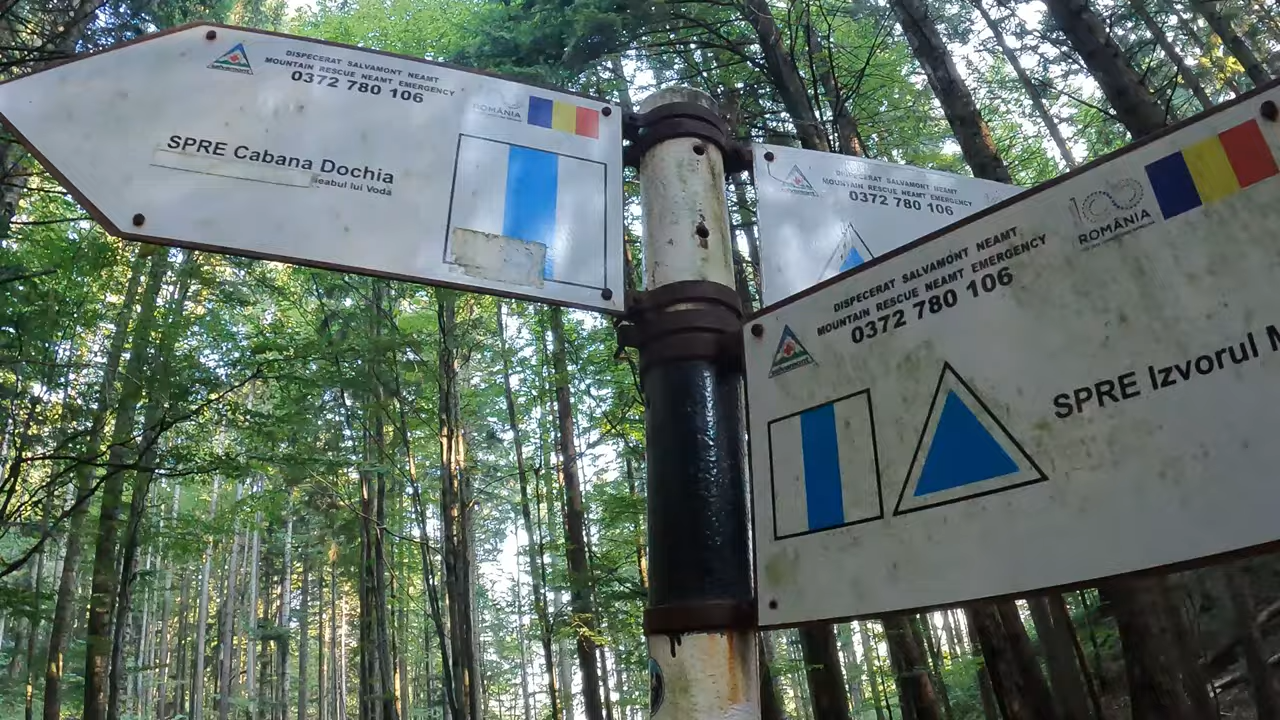 DISPECERAT SALVAMONT NEAMT
MOUNTAIN RESCUE NEAMT EMERGENCY
0372 780 106
ROMÂNIA
SPRE Cabana Dochia
lui Vodă
DISPECERAT SALVAMONT NEAMT
MOUNTAIN RESCUE NEAMT EMERGENCY
0372 780 106
ROMÂNIA
DISPECERAT SALVAMONT NEAMT
MOUNTAIN RESCUE NEAMT EMERGENCY
0372 780 106
SPRE Izvorul